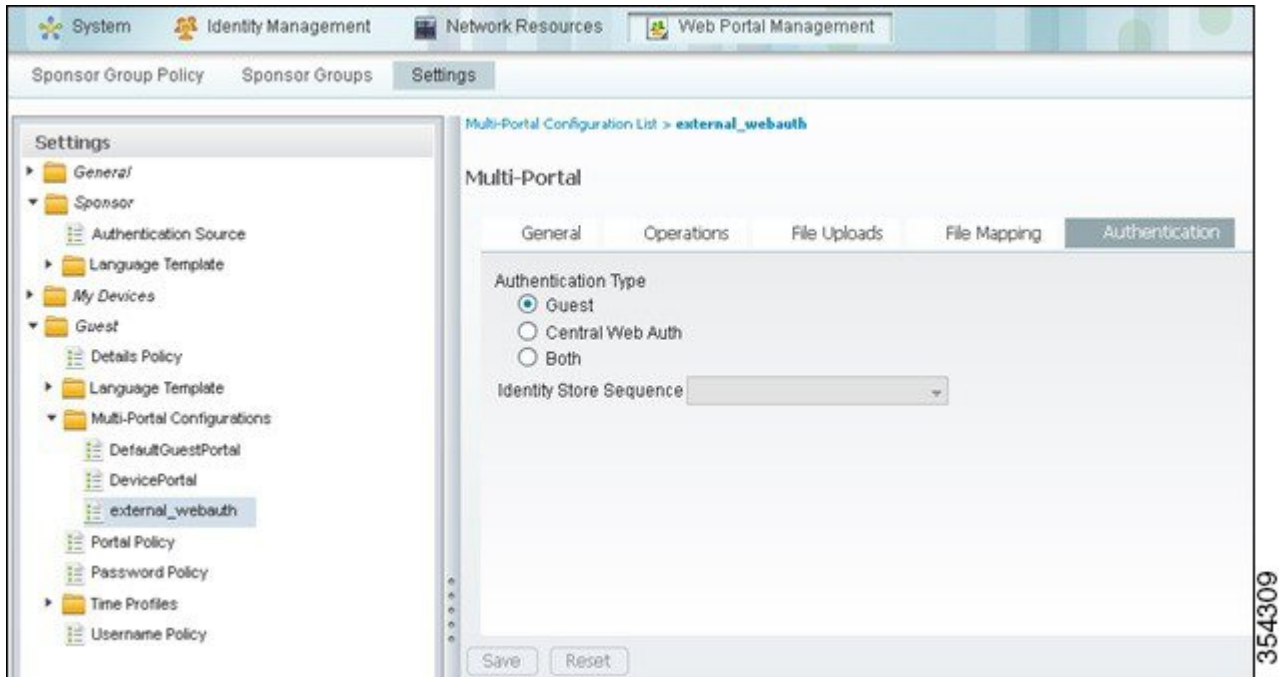 System Identity Management Network Resources Web Portal Management
Sponsor Group Policy Sponsor Groups Settings
Settings
General
Sponsor
Authentication Source
Language Template
My Devices
Guest
Details Policy
Language Template
Multi-Portal Configurations
DefaultGuestPortal
DevicePortal
external_webauth
Portal Policy
Password Policy
Time Profiles
Username Policy
Multi-Portal Configuration List > external_webauth
Multi-Portal
General Operations File Uploads File Mapping Authentication
Authentication Type
Guest
Central Web Auth
Both
Identity Store Sequence
Save Reset
354309